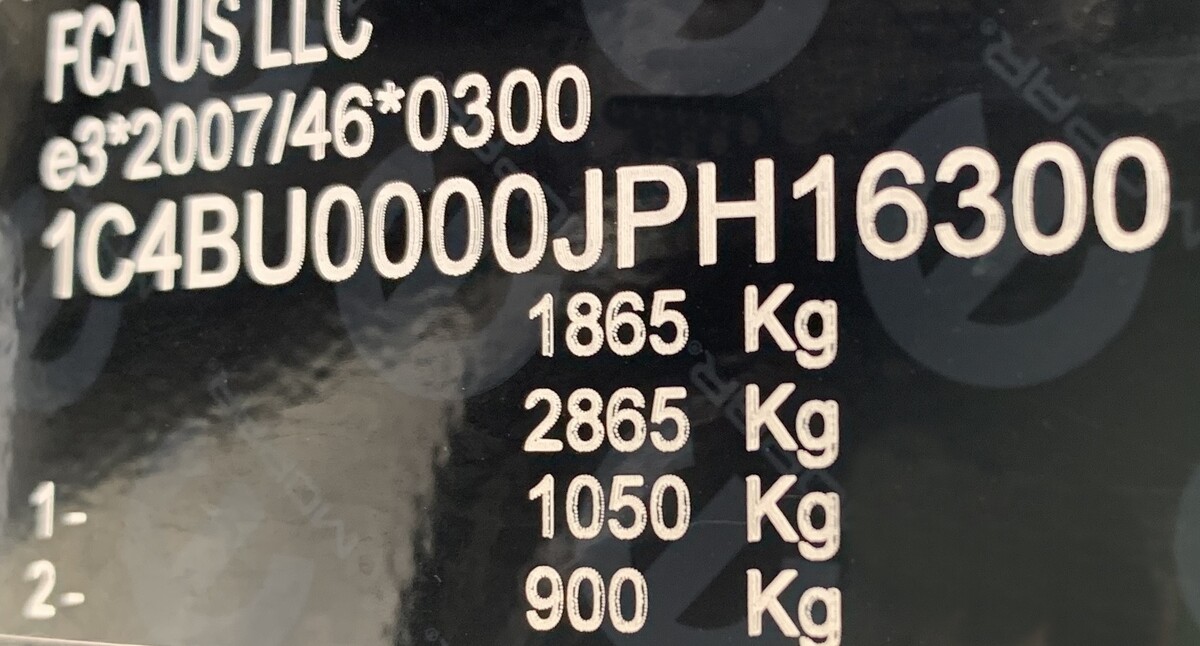 FCA US LLC
e3*2007/46*0300
1C4BU0000JPH16300
1865 Kg
2865 Kg
1- 1050 Kg
2- 900 Kg